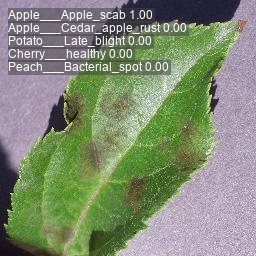 Apple___Apple_scab 1.00
Apple___Cedar_apple_rust 0.00
Potato___Late_blight 0.00
Cherry___healthy 0.00
Peach___Bacterial_spot 0.00